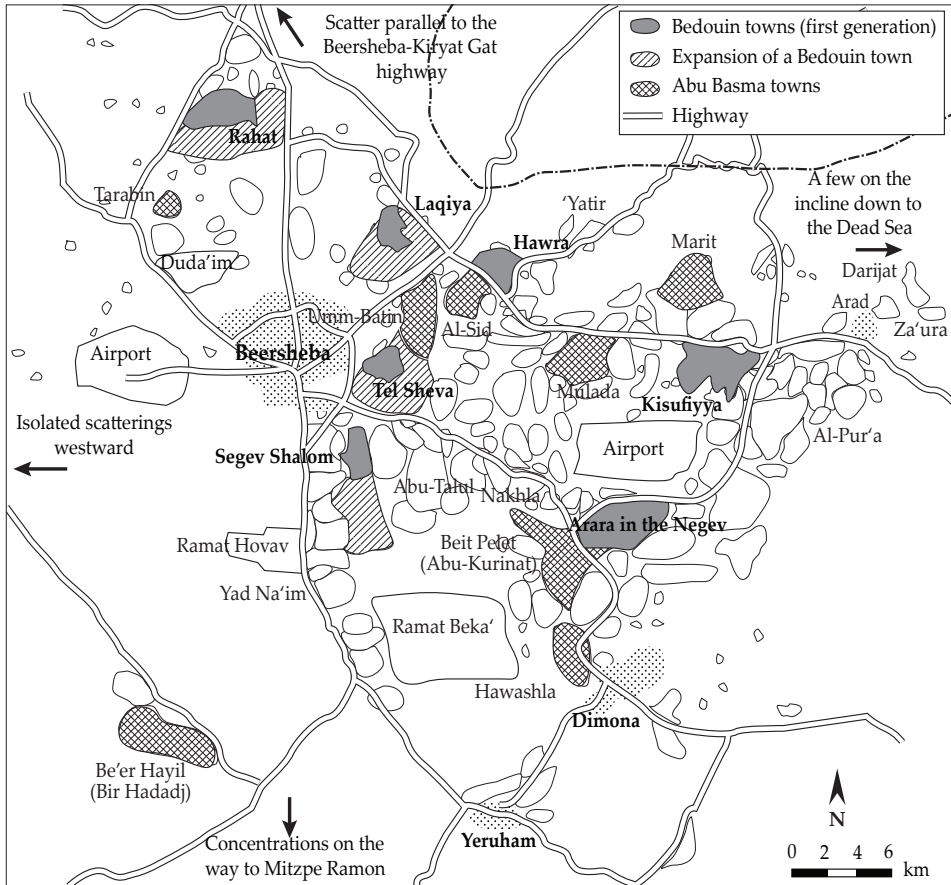 Scatter parallel to the
Beersheba-Kiryat Gat
highway
Bedouin towns (first generation)
Expansion of a Bedouin town
Abu Basma towns
Highway
Rahat
Tarabin
Laqiya
‘Yatir
A few on the
incline down to
the Dead Sea
Hawra
Marit
Duda‘im
Darijat
Arad
Za‘ura
Umm-Batin
Al-Sid
Airport
Beersheba
Tel Sheva
Mulada
Kisufiyya
Isolated scatterings
westward
Al-Pur‘a
Segev Shalom
Airport
Abu-Talul
Nakhla
Arara in the Negev
Ramat Hovav
Beit Pelet
(Abu-Kurinat)
Yad Na‘im
Ramat Beka‘
Hawashla
Dimona
Be‘er Hayil
(Bir Hadadj)
Concentrations on the
way to Mitzpe Ramon
Yeruham
N
0 2 4 6
km